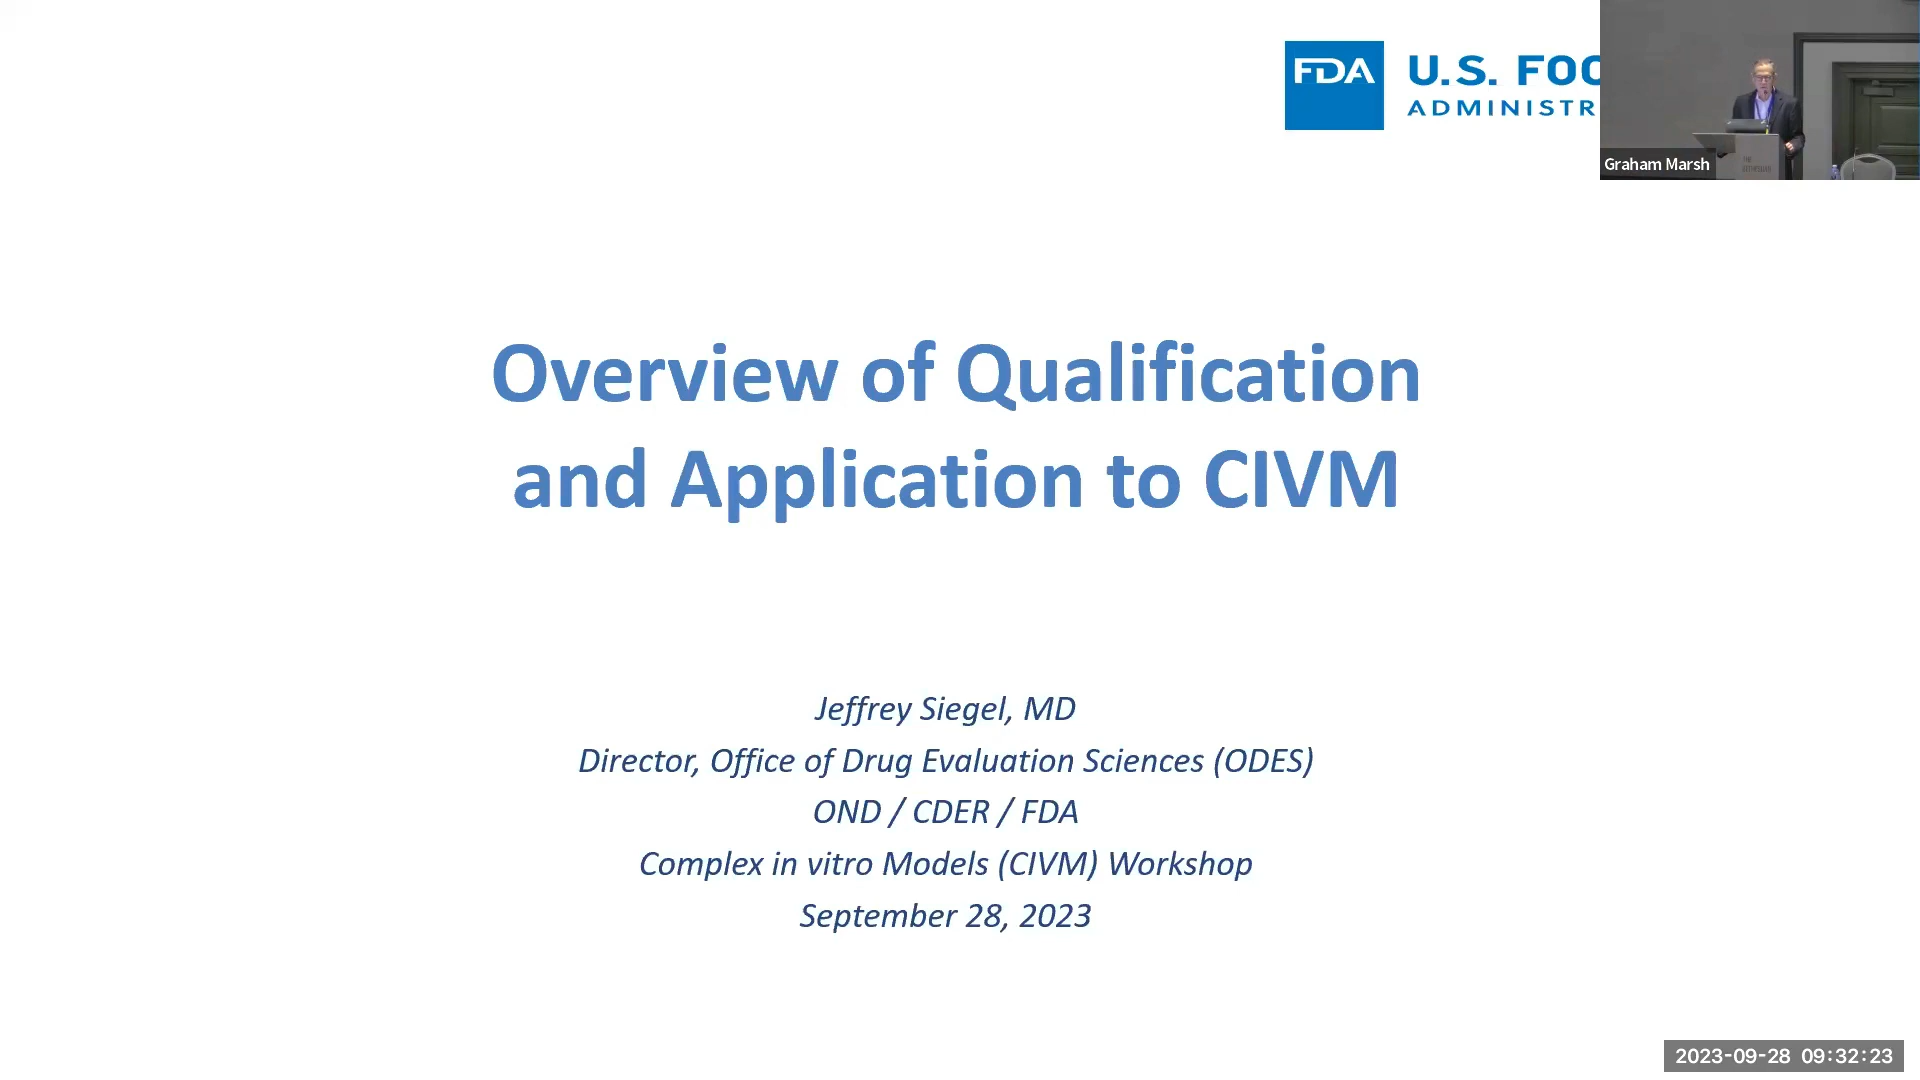 FDA
U.S. FOO
ADMINISTR
Graham Marsh
THE
Overview of Qualification
and Application to CIVM
Jeffrey Siegel, MD
Director, Office of Drug Evaluation Sciences (ODES)
OND / CDER / FDA
Complex in vitro Models (CIVM) Workshop
September 28, 2023
2023-09-28 09:32:23